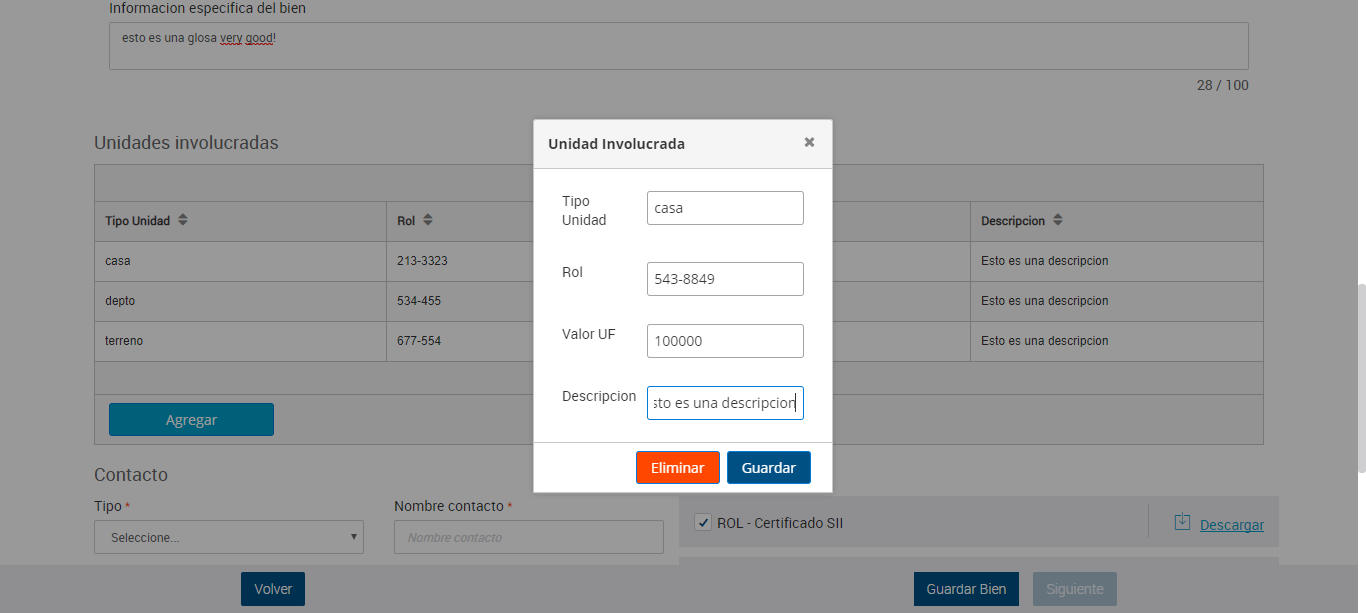 Informacion especifica del bien
esto es una glosa very good!
28 / 100
Unidades involucradas
Unidad Involucrada ✖
Tipo Unidad Rol Descripcion
casa 213-3323 Esto es una descripcion
depto 534-455 Esto es una descripcion
terreno 677-554 Esto es una descripcion
Tipo
Unidad
casa
Rol 543-8849
Valor UF 100000
Descripcion sto es una descripcion
Eliminar Guardar
Agregar
Contacto
Tipo * Nombre contacto *
Seleccione... Nombre contacto
ROL - Certificado SII Descargar
Volver Guardar Bien Siguiente